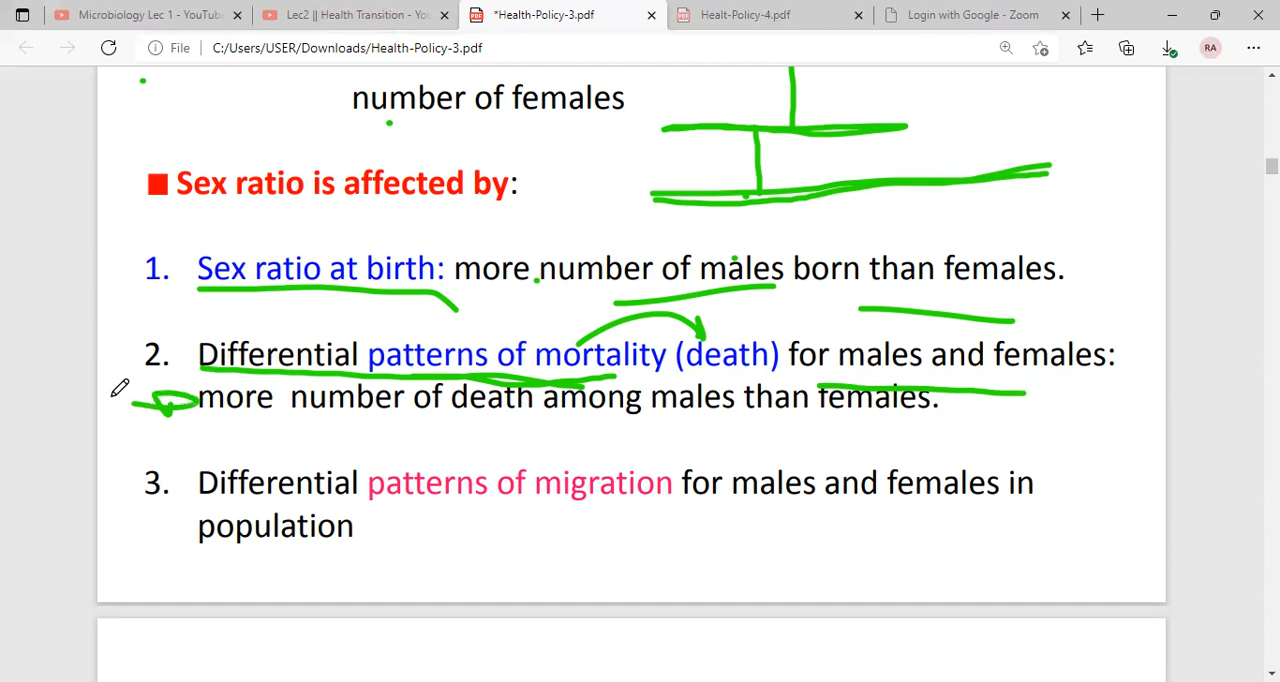 Microbiology Lec 1 - YouTube
Lec2 || Health Transition - You
*Health-Policy-3.pdf
Healt-Policy-4.pdf
Login with Google - Zoom
File
C:/Users/USER/Downloads/Health-Policy-3.pdf
RA
number of females
Sex ratio is affected by:
1. Sex ratio at birth: more number of males born than females.
2. Differential patterns of mortality (death) for males and females:
more number of death among males than females.
3. Differential patterns of migration for males and females in
population